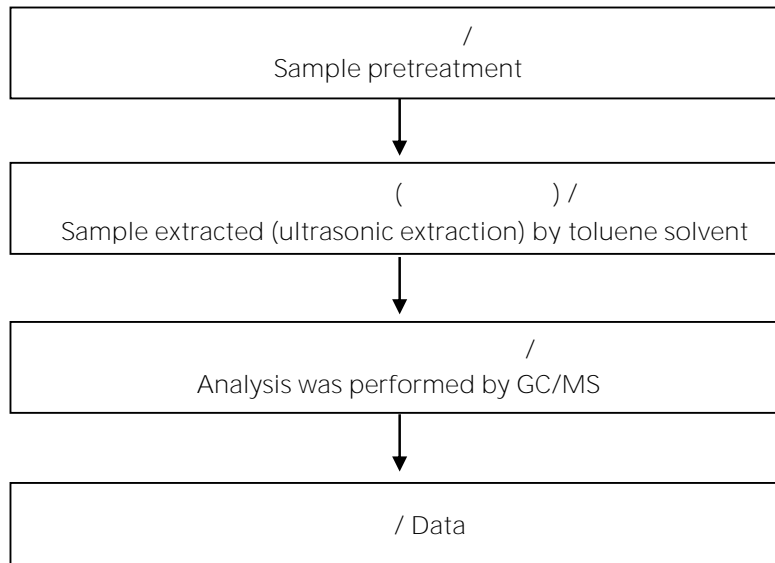 /
Sample pretreatment
( ) /
Sample extracted (ultrasonic extraction) by toluene solvent
/
Analysis was performed by GC/MS
/ Data